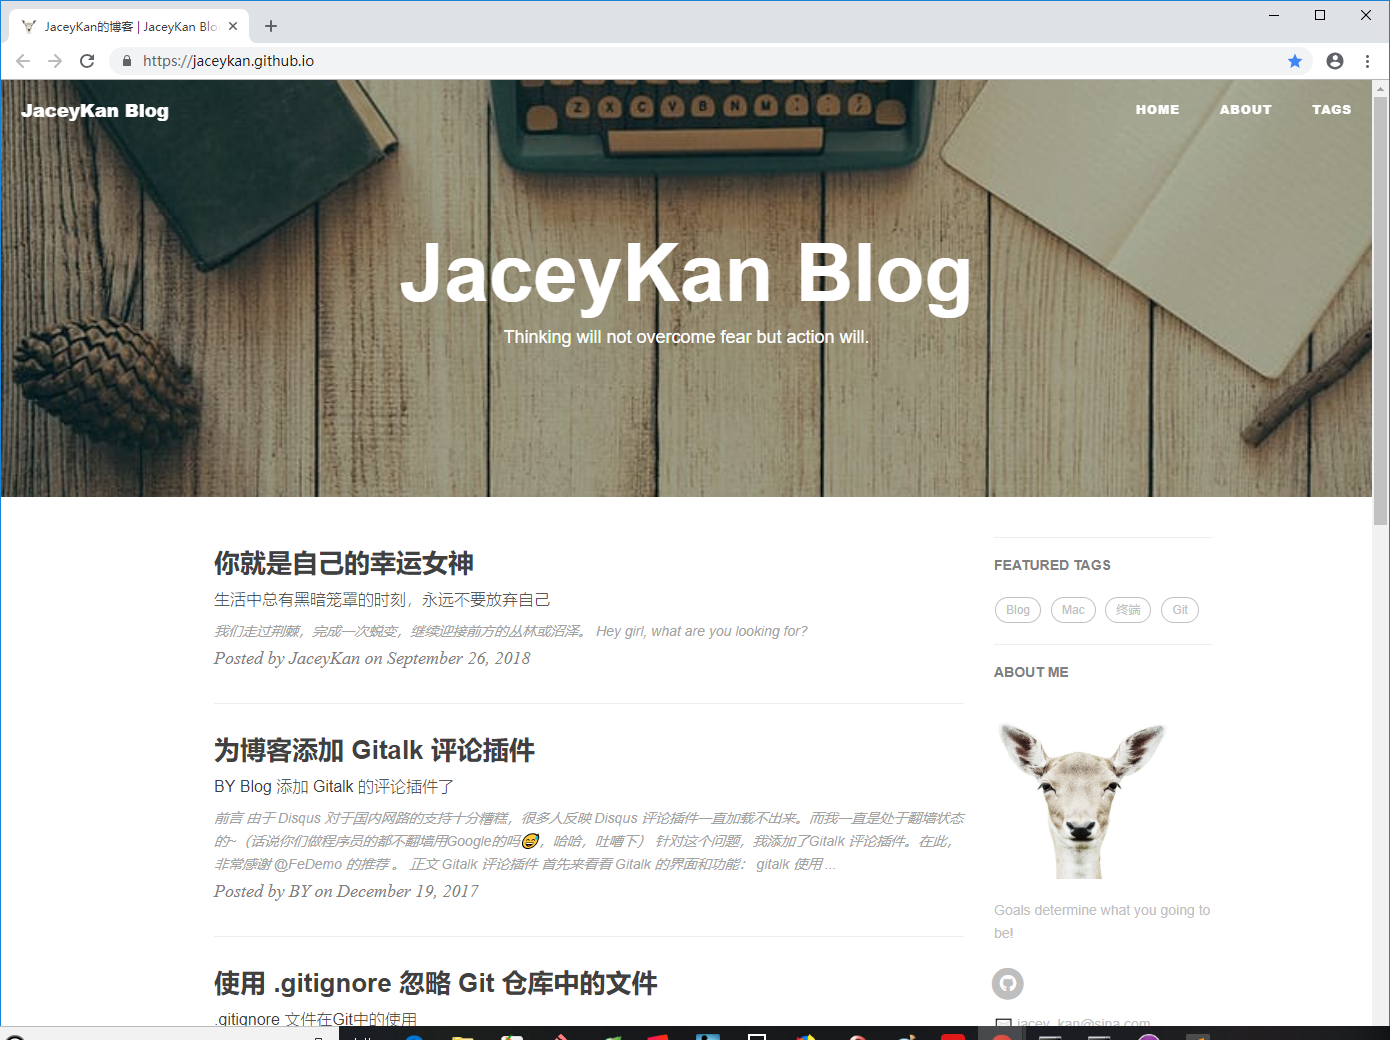 JaceyKan的博客 | JaceyKan Blo
https://jaceykan.github.io
JaceyKan Blog
HOME
ABOUT
TAGS
Z X C V B N M
JaceyKan Blog
Thinking will not overcome fear but action will.
你就是自己的幸运女神
生活中总有黑暗笼罩的时刻，永远不要放弃自己
我们走过荆棘，完成一次蜕变，继续迎接前方的丛林或沼泽。 Hey girl, what are you looking for?
Posted by JaceyKan on September 26, 2018
为博客添加 Gitalk 评论插件
BY Blog 添加 Gitalk 的评论插件了
前言 由于 Disqus 对于国内网路的支持十分糟糕，很多人反映 Disqus 评论插件一直加载不出来。而我一直是处于翻墙状态
的~（话说你们做程序员的都不翻墙用Google的吗😅，哈哈，吐嘈下） 针对这个问题，我添加了Gitalk 评论插件。在此，
非常感谢 @FeDemo 的推荐 。 正文 Gitalk 评论插件 首先来看看 Gitalk 的界面和功能： gitalk 使用 ...
Posted by BY on December 19, 2017
使用 .gitignore 忽略 Git 仓库中的文件
.gitignore 文件在Git中的使用
FEATURED TAGS
Blog
Mac
终端
Git
ABOUT ME
Goals determine what you going to
be!
jacey_kan@sina.com